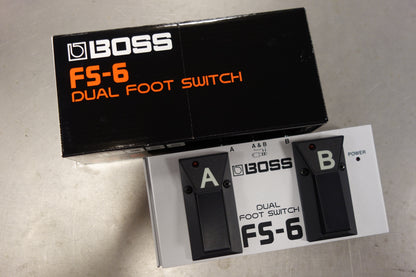 BOSS
FS-6
DUAL FOOT SWITCH
A
A & B
B
BOSS
A
B
POWER
DUAL
FOOT SWITCH
FS-6